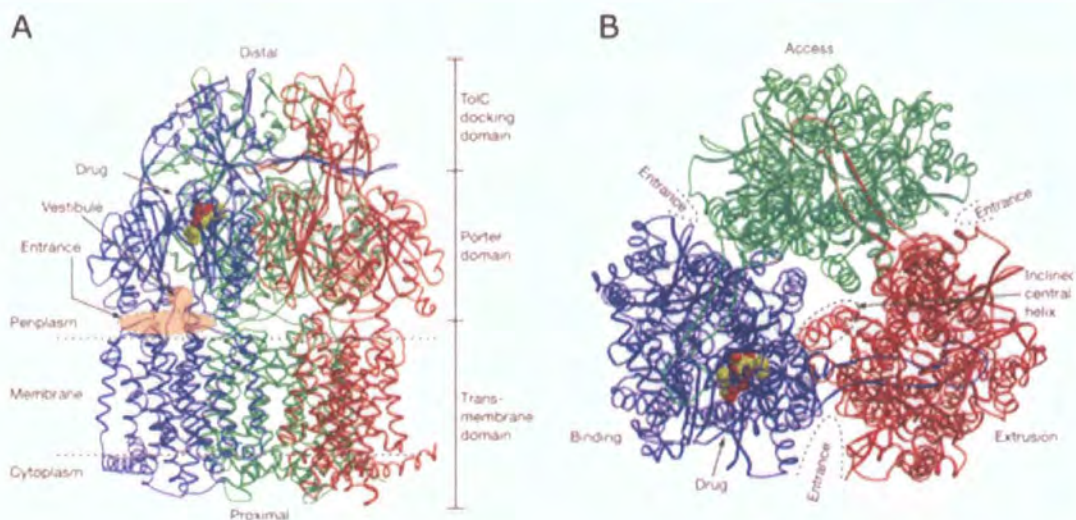 A
Distal
TolC
docking
domain
Drug
Vestibule
Entrance
Porter
domain
Periplasm
Membrane
Trans-
membrane
domain
Cytoplasm
Proximal
B
Access
Entrance
Entrance
Inclined
central
helix
Binding
Extrusion
Drug
Entrance